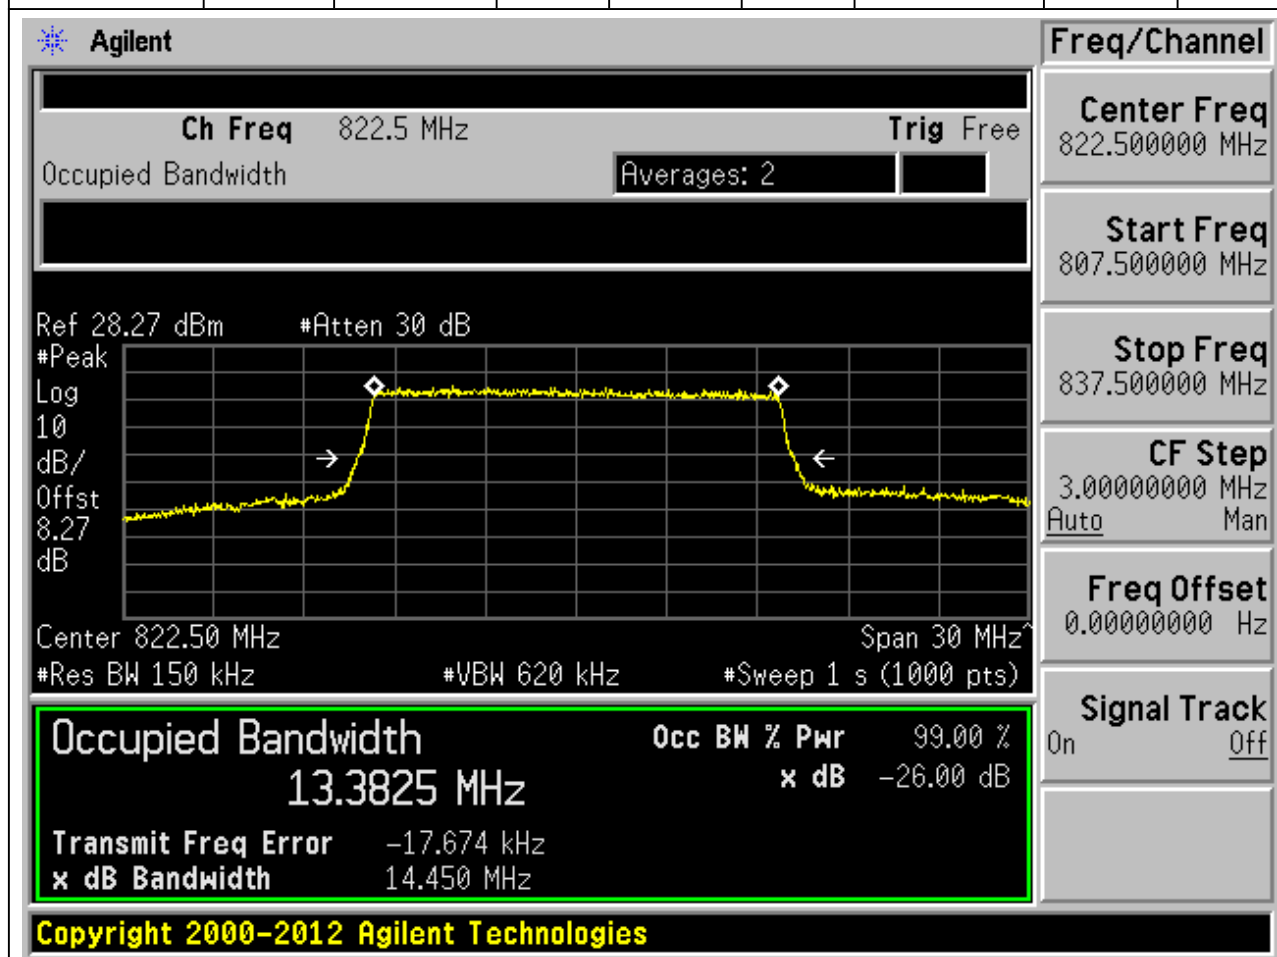 Agilent
Freq/Channel
Ch Freq 822.5 MHz Trig Free
Occupied Bandwidth Averages: 2
Center Freq
822.500000 MHz
Start Freq
807.500000 MHz
Stop Freq
837.500000 MHz
CF Step
3.00000000 MHz
Auto Man
Freq Offset
0.00000000 Hz
Signal Track
On Off
Ref 28.27 dBm #Atten 30 dB
#Peak
Log
10
dB/
Offst
8.27
dB
Center 822.50 MHz Span 30 MHz^
#Res BW 150 kHz #VBW 620 kHz #Sweep 1 s (1000 pts)
Occupied Bandwidth Occ BW % Pwr 99.00 %
13.3825 MHz x dB -26.00 dB
Transmit Freq Error -17.674 kHz
x dB Bandwidth 14.450 MHz
Copyright 2000-2012 Agilent Technologies